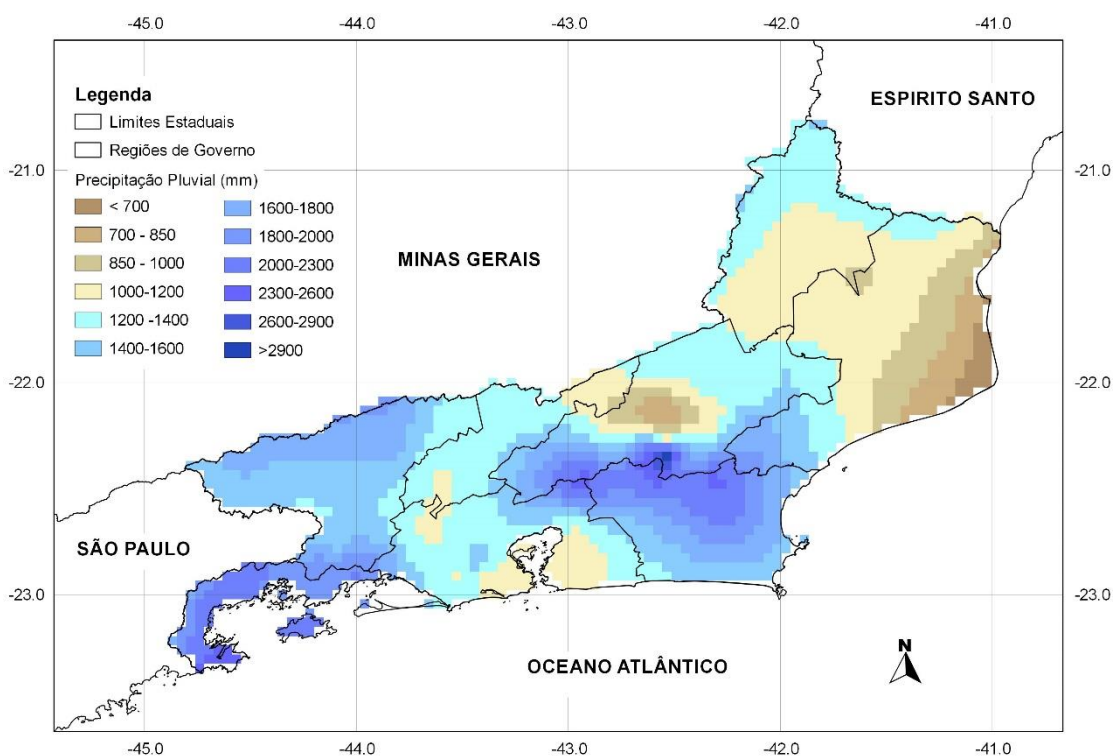 -45.0 -44.0 -43.0 -42.0 -41.0
Legenda
Limites Estaduais
Regiões de Governo
Precipitação Pluvial (mm)
< 700
700 - 850
850 - 1000
1000-1200
1200 -1400
1400-1600
1600-1800
1800-2000
2000-2300
2300-2600
2600-2900
>2900
ESPIRITO SANTO
-21.0 -21.0
MINAS GERAIS
-22.0 -22.0
SÃO PAULO
-23.0 -23.0
N
OCEANO ATLÂNTICO
-45.0 -44.0 -43.0 -42.0 -41.0